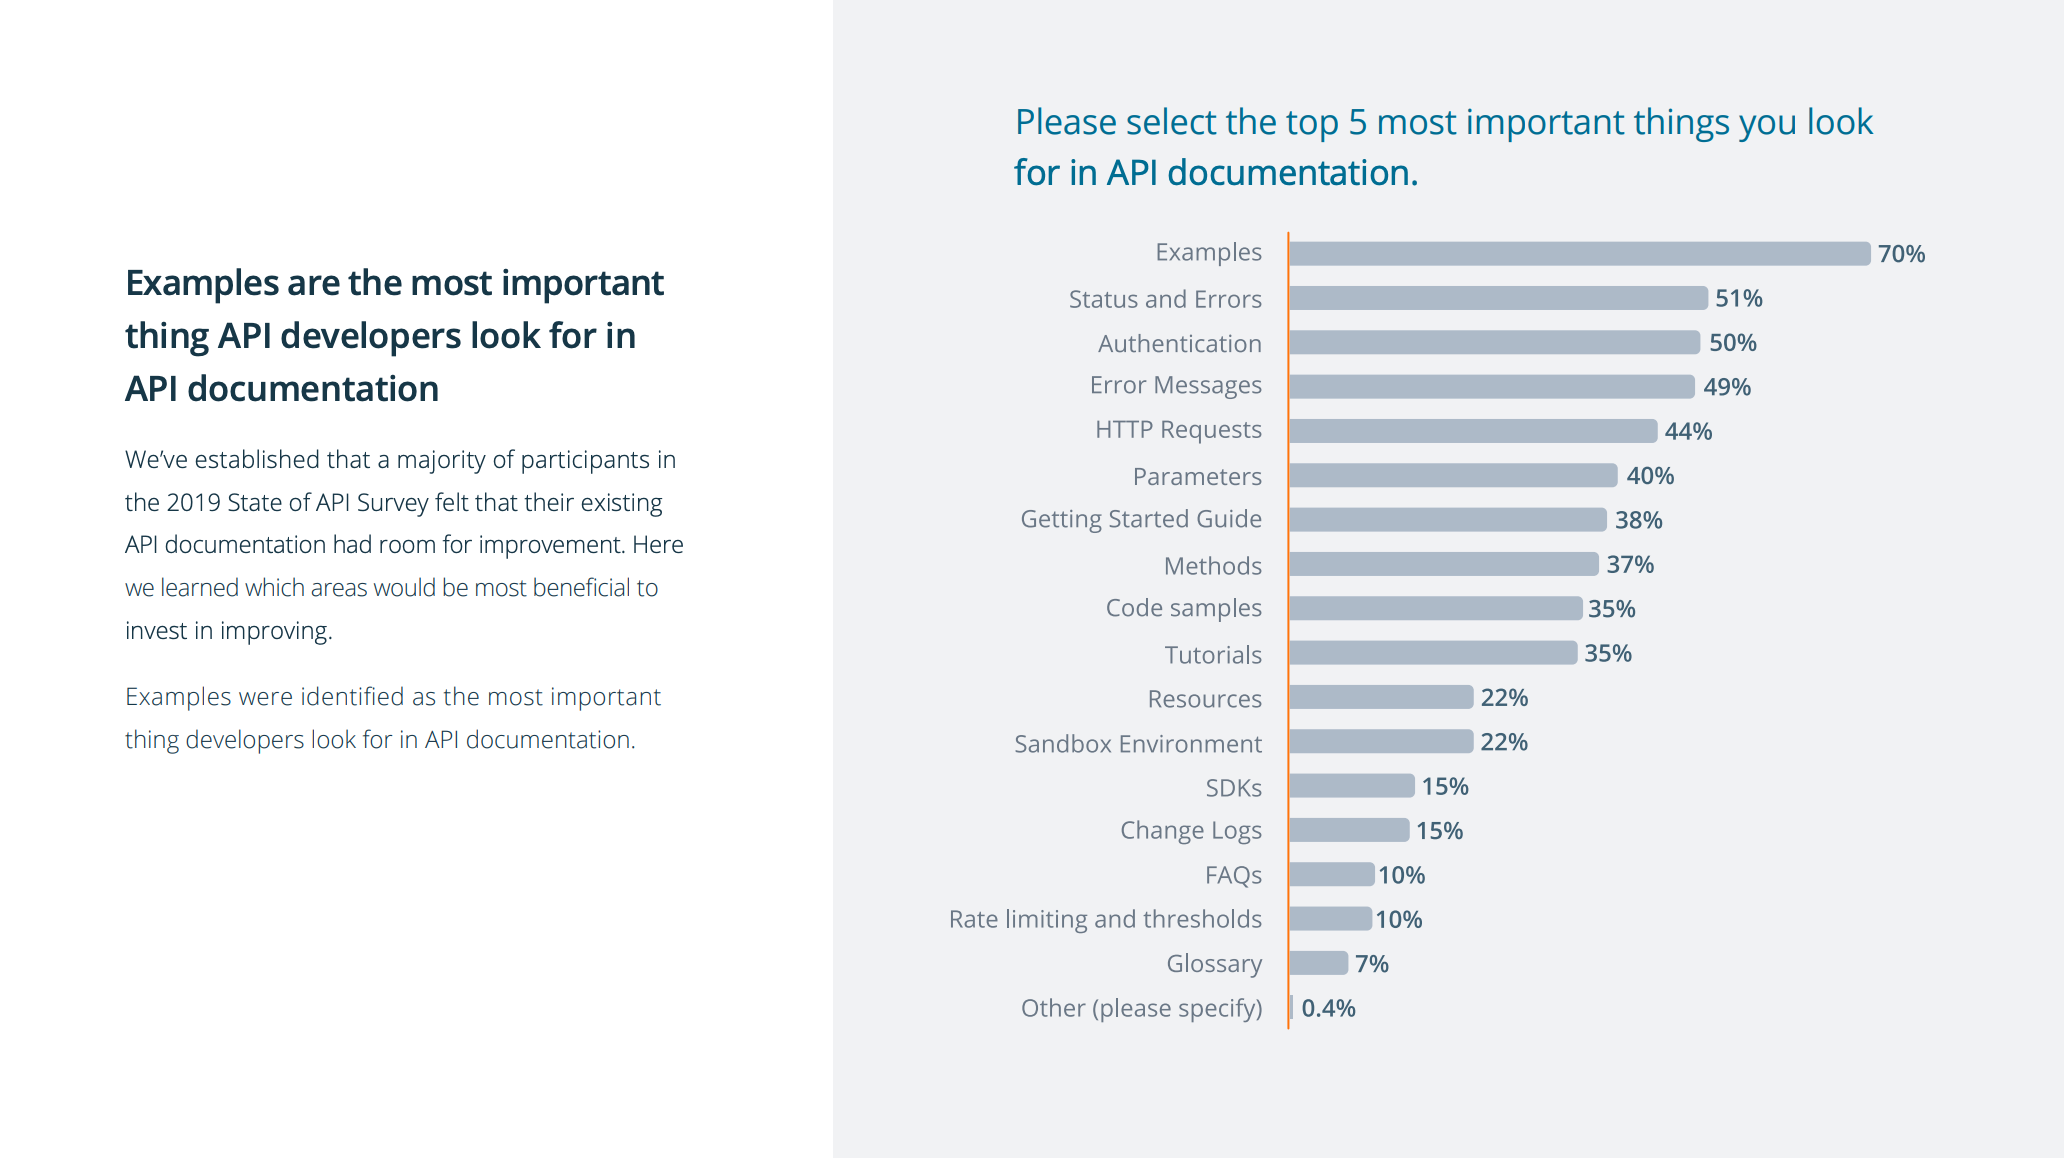 Examples are the most important
thing API developers look for in
API documentation
We’ve established that a majority of participants in
the 2019 State of API Survey felt that their existing
API documentation had room for improvement. Here
we learned which areas would be most beneficial to
invest in improving.
Examples were identified as the most important
thing developers look for in API documentation.
Please select the top 5 most important things you look
for in API documentation.
Examples 70%
Status and Errors 51%
Authentication 50%
Error Messages 49%
HTTP Requests 44%
Parameters 40%
Getting Started Guide 38%
Methods 37%
Code samples 35%
Tutorials 35%
Resources 22%
Sandbox Environment 22%
SDKs 15%
Change Logs 15%
FAQs 10%
Rate limiting and thresholds 10%
Glossary 7%
Other (please specify) 0.4%